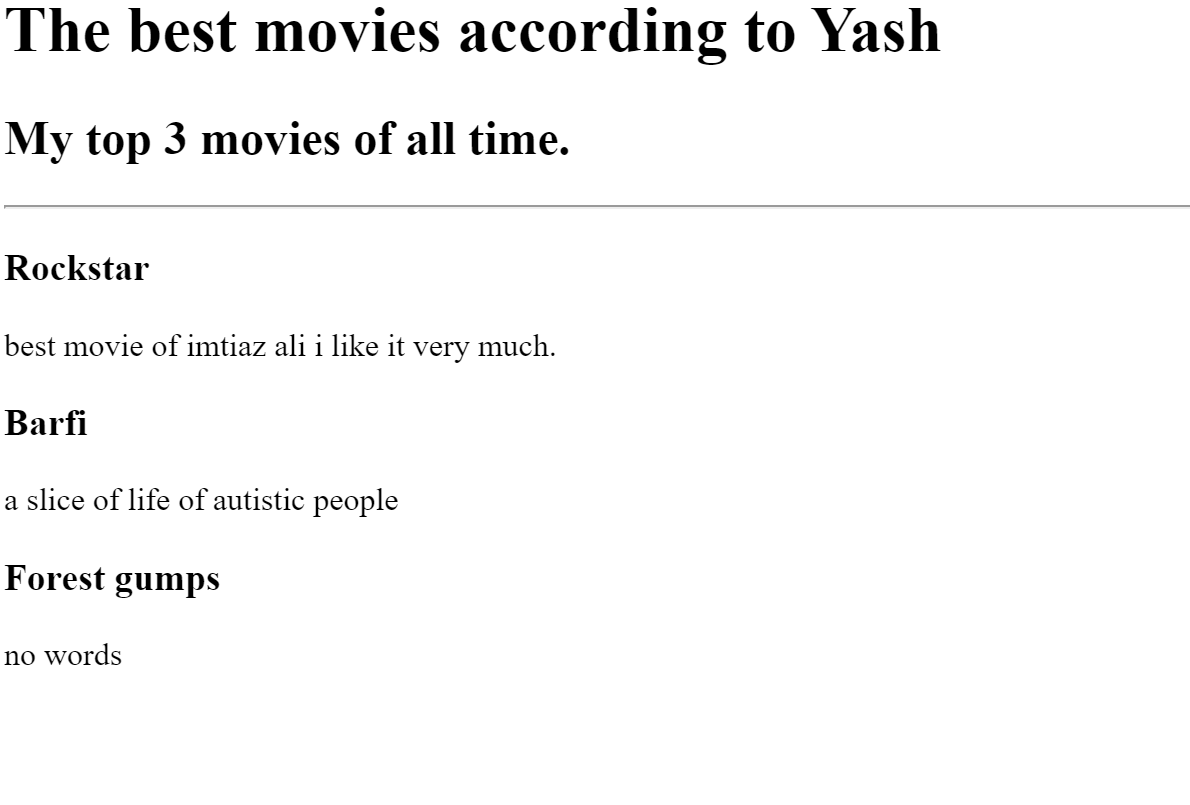 The best movies according to Yash
My top 3 movies of all time.
Rockstar
best movie of imtiaz ali i like it very much.
Barfi
a slice of life of autistic people
Forest gumps
no words